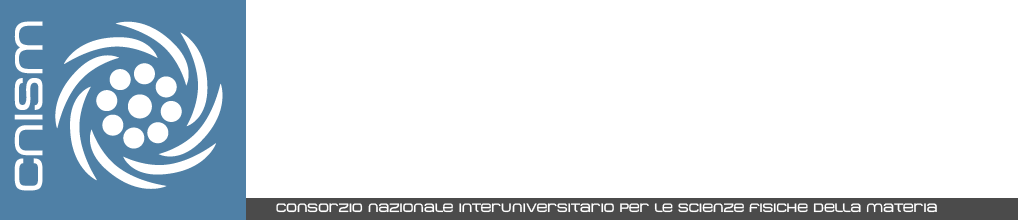 cnism
consorzio nazionale interuniversitario per le scienze fisiche della materia